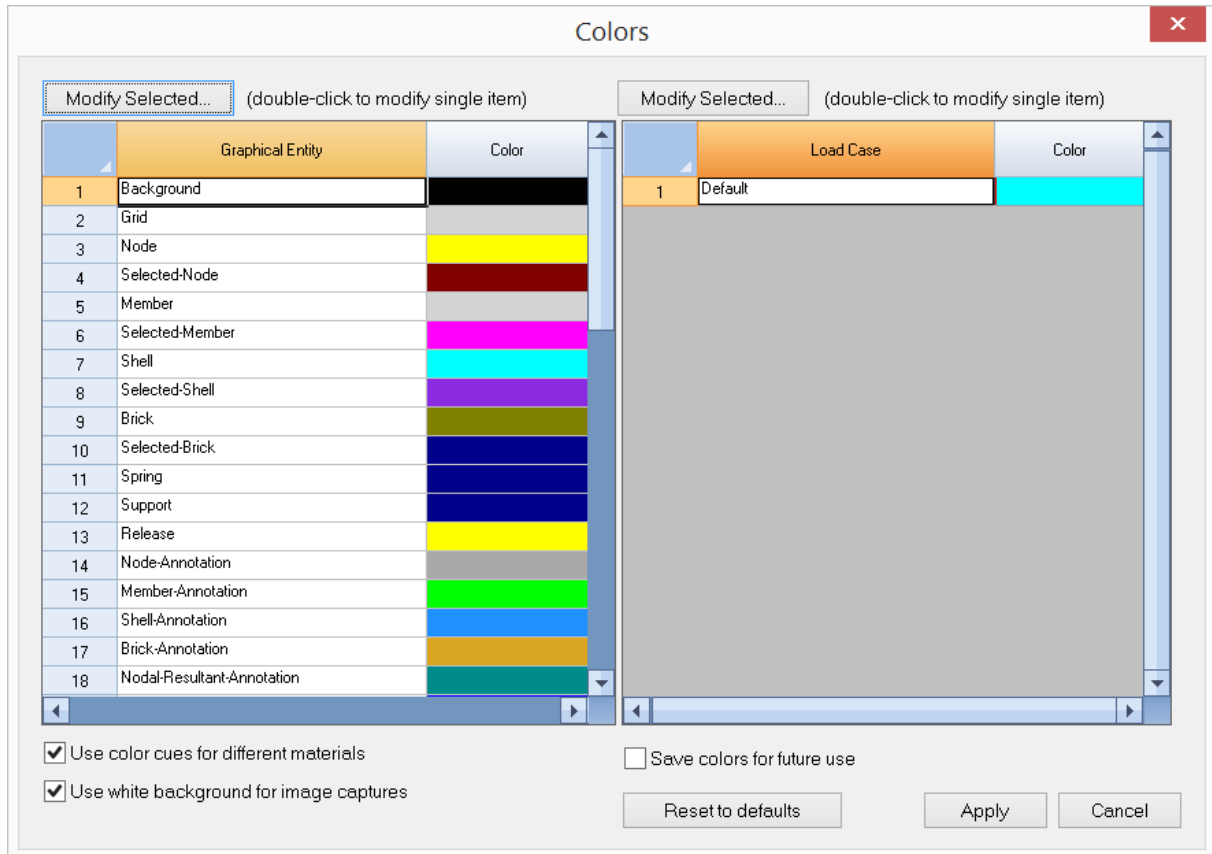 Colors
Modify Selected... (double-click to modify single item)
Modify Selected... (double-click to modify single item)
Graphical Entity Color
1 Background
2 Grid
3 Node
4 Selected-Node
5 Member
6 Selected-Member
7 Shell
8 Selected-Shell
9 Brick
10 Selected-Brick
11 Spring
12 Support
13 Release
14 Node-Annotation
15 Member-Annotation
16 Shell-Annotation
17 Brick-Annotation
18 Nodal-Resultant-Annotation
Load Case Color
1 Default
Use color cues for different materials
Use white background for image captures
Save colors for future use
Reset to defaults Apply Cancel